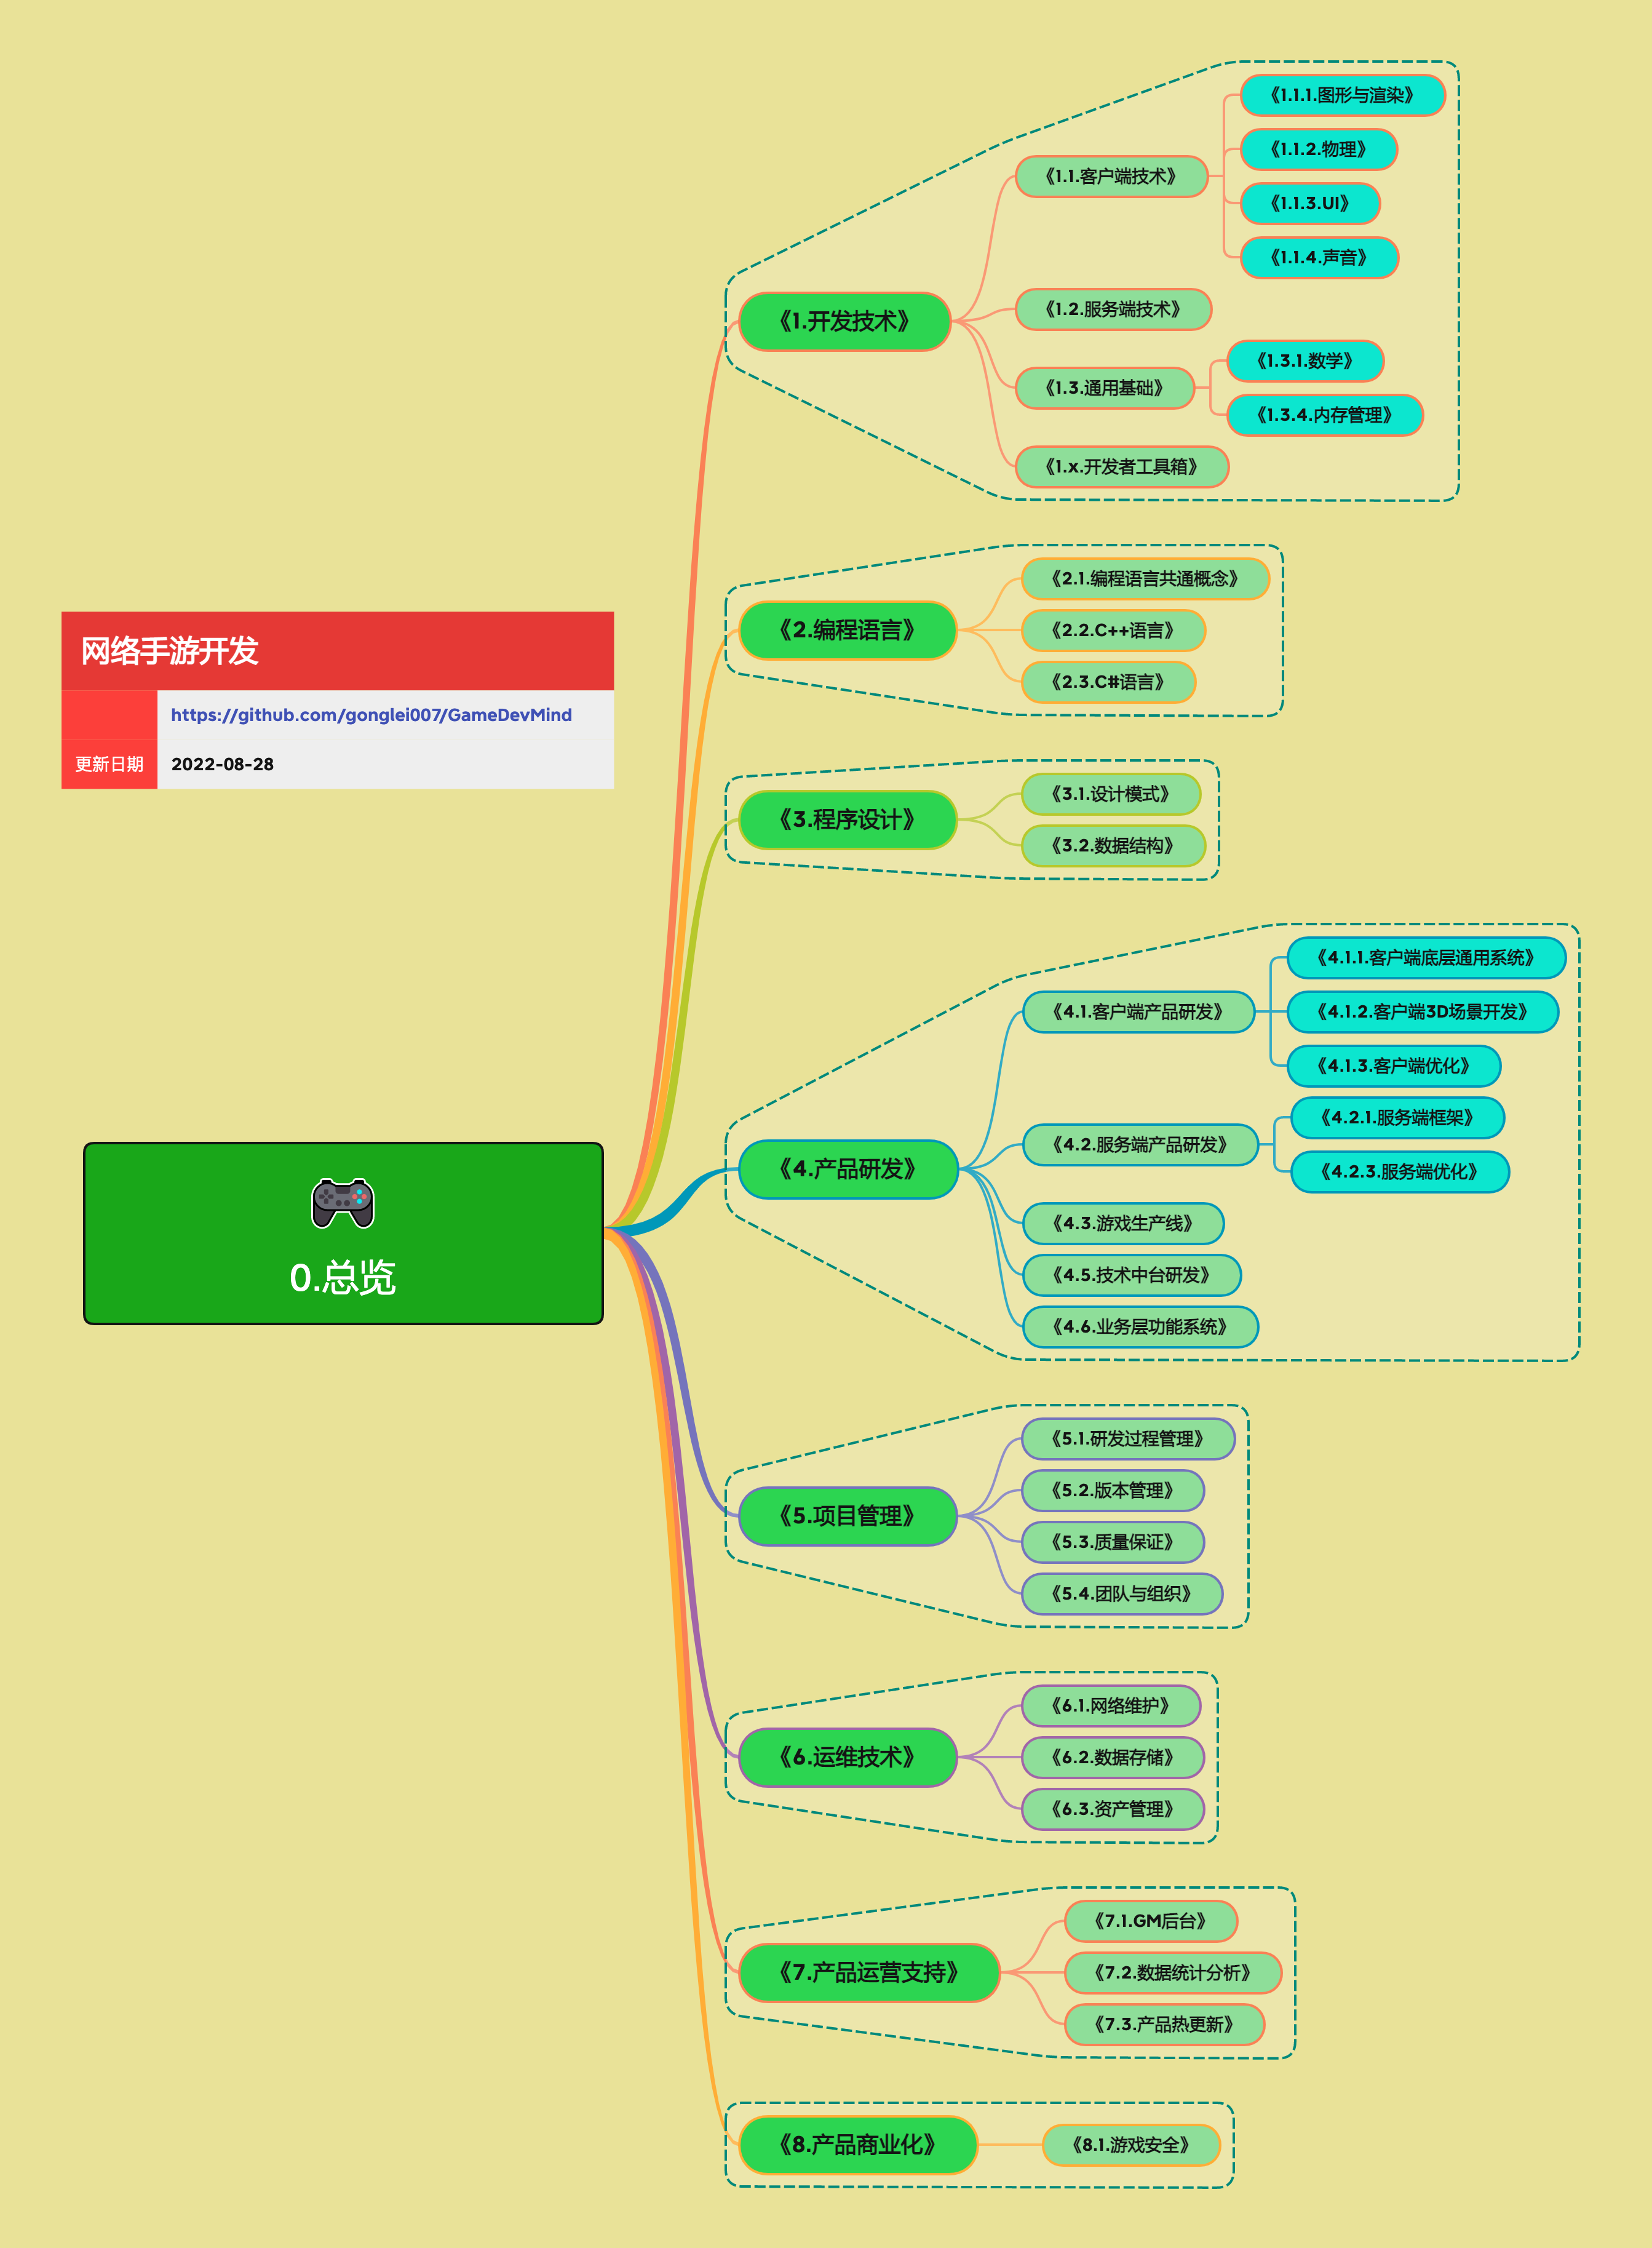 网络手游开发
https://github.com/gonglei007/GameDevMind
更新日期 2022-08-28
0.总览
《1.开发技术》
《1.1.客户端技术》
《1.1.1.图形与渲染》
《1.1.2.物理》
《1.1.3.UI》
《1.1.4.声音》
《1.2.服务端技术》
《1.3.通用基础》
《1.3.1.数学》
《1.3.4.内存管理》
《1.x.开发者工具箱》
《2.编程语言》
《2.1.编程语言共通概念》
《2.2.C++语言》
《2.3.C#语言》
《3.程序设计》
《3.1.设计模式》
《3.2.数据结构》
《4.产品研发》
《4.1.客户端产品研发》
《4.1.1.客户端底层通用系统》
《4.1.2.客户端3D场景开发》
《4.1.3.客户端优化》
《4.2.服务端产品研发》
《4.2.1.服务端框架》
《4.2.3.服务端优化》
《4.3.游戏生产线》
《4.5.技术中台研发》
《4.6.业务层功能系统》
《5.项目管理》
《5.1.研发过程管理》
《5.2.版本管理》
《5.3.质量保证》
《5.4.团队与组织》
《6.运维技术》
《6.1.网络维护》
《6.2.数据存储》
《6.3.资产管理》
《7.产品运营支持》
《7.1.GM后台》
《7.2.数据统计分析》
《7.3.产品热更新》
《8.产品商业化》
《8.1.游戏安全》